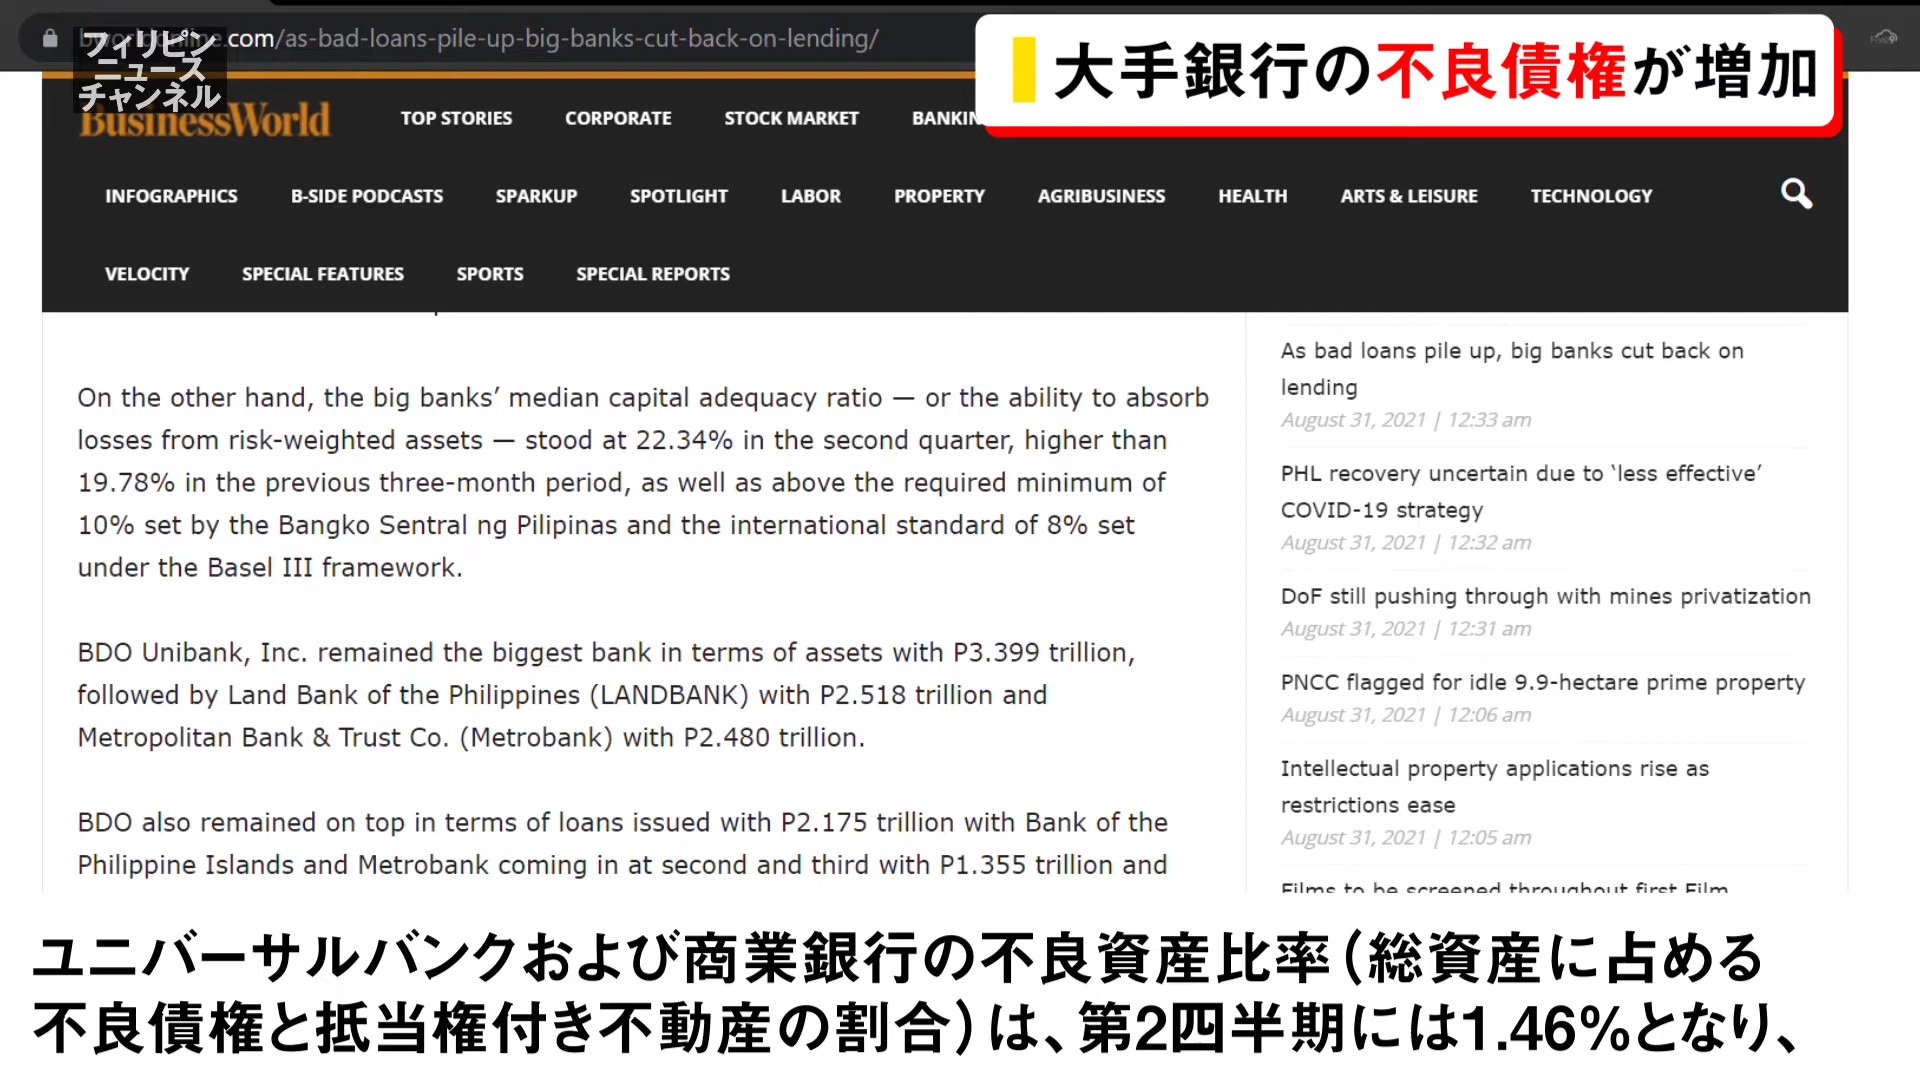 bworldonline.com/as-bad-loans-pile-up-big-banks-cut-back-on-lending/
フィリピン
ニュース
チャンネル
大手銀行の不良債権が増加
BusinessWorld
TOP STORIES CORPORATE STOCK MARKET
INFOGRAPHICS B-SIDE PODCASTS SPARKUP SPOTLIGHT LABOR PROPERTY AGRIBUSINESS HEALTH ARTS & LEISURE TECHNOLOGY
VELOCITY SPECIAL FEATURES SPORTS SPECIAL REPORTS
On the other hand, the big banks’ median capital adequacy ratio — or the ability to absorb
losses from risk-weighted assets — stood at 22.34% in the second quarter, higher than
19.78% in the previous three-month period, as well as above the required minimum of
10% set by the Bangko Sentral ng Pilipinas and the international standard of 8% set
under the Basel III framework.
BDO Unibank, Inc. remained the biggest bank in terms of assets with P3.399 trillion,
followed by Land Bank of the Philippines (LANDBANK) with P2.518 trillion and
Metropolitan Bank & Trust Co. (Metrobank) with P2.480 trillion.
BDO also remained on top in terms of loans issued with P2.175 trillion with Bank of the
Philippine Islands and Metrobank coming in at second and third with P1.355 trillion and
As bad loans pile up, big banks cut back on
lending
August 31, 2021 | 12:33 am
PHL recovery uncertain due to ‘less effective’
COVID-19 strategy
August 31, 2021 | 12:32 am
DoF still pushing through with mines privatization
August 31, 2021 | 12:31 am
PNCC flagged for idle 9.9-hectare prime property
August 31, 2021 | 12:06 am
Intellectual property applications rise as
restrictions ease
August 31, 2021 | 12:05 am
Films to be screened throughout first Film
ユニバーサルバンクおよび商業銀行の不良資産比率（総資産に占める
不良債権と抵当権付き不動産の割合）は、第2四半期には1.46%となり、